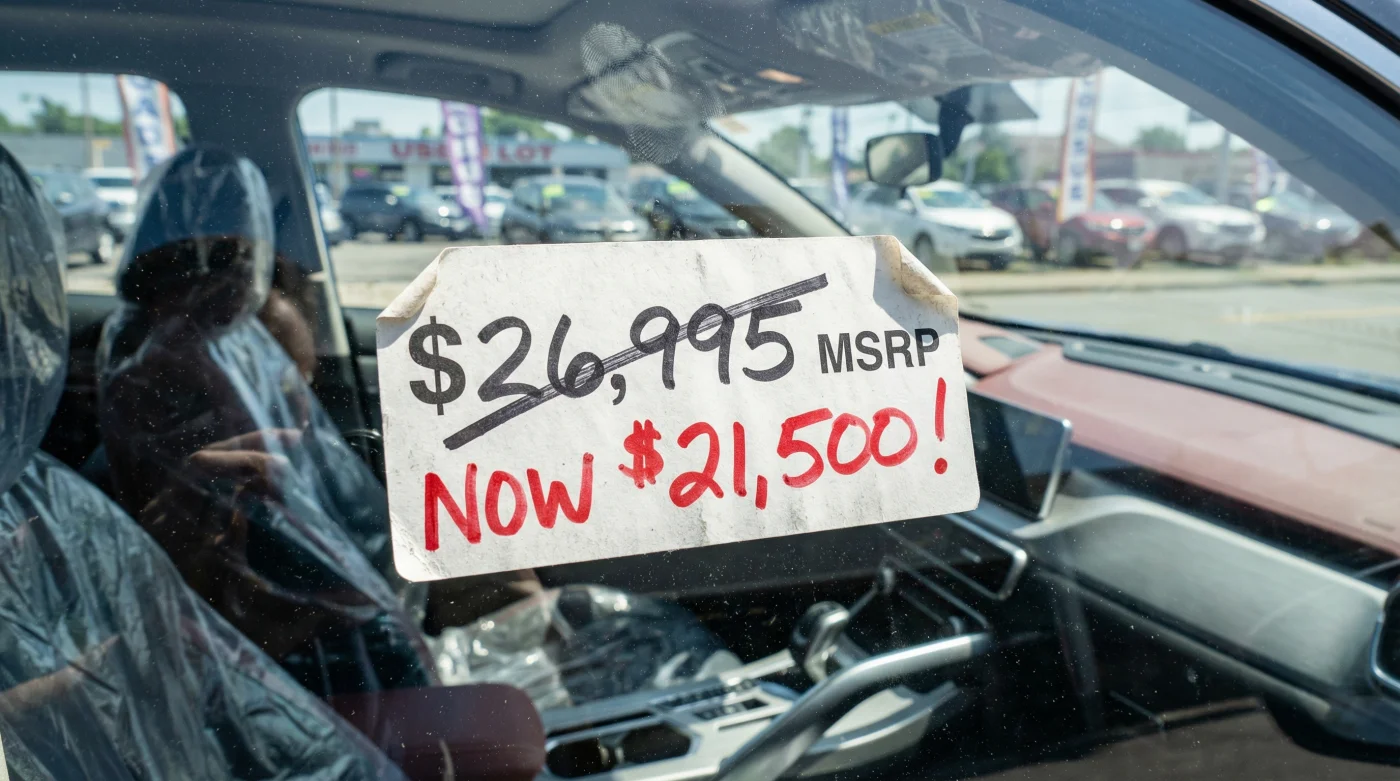 USED LOT
$26,995 MSRP
NOW $21,500!